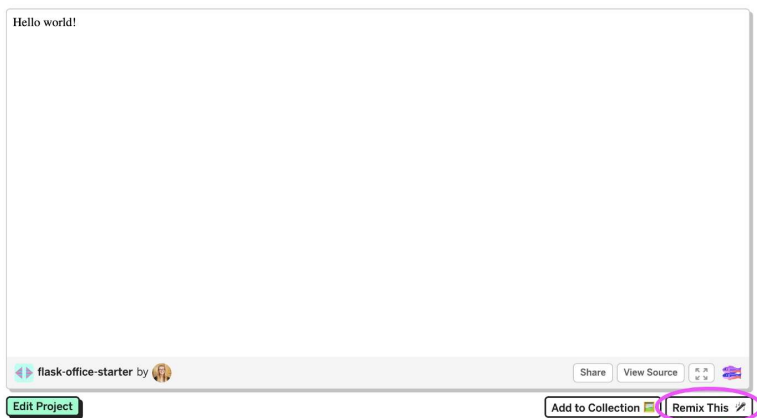 Hello world!
flask-office-starter by
Share
View Source
Edit Project
Add to Collection
Remix This